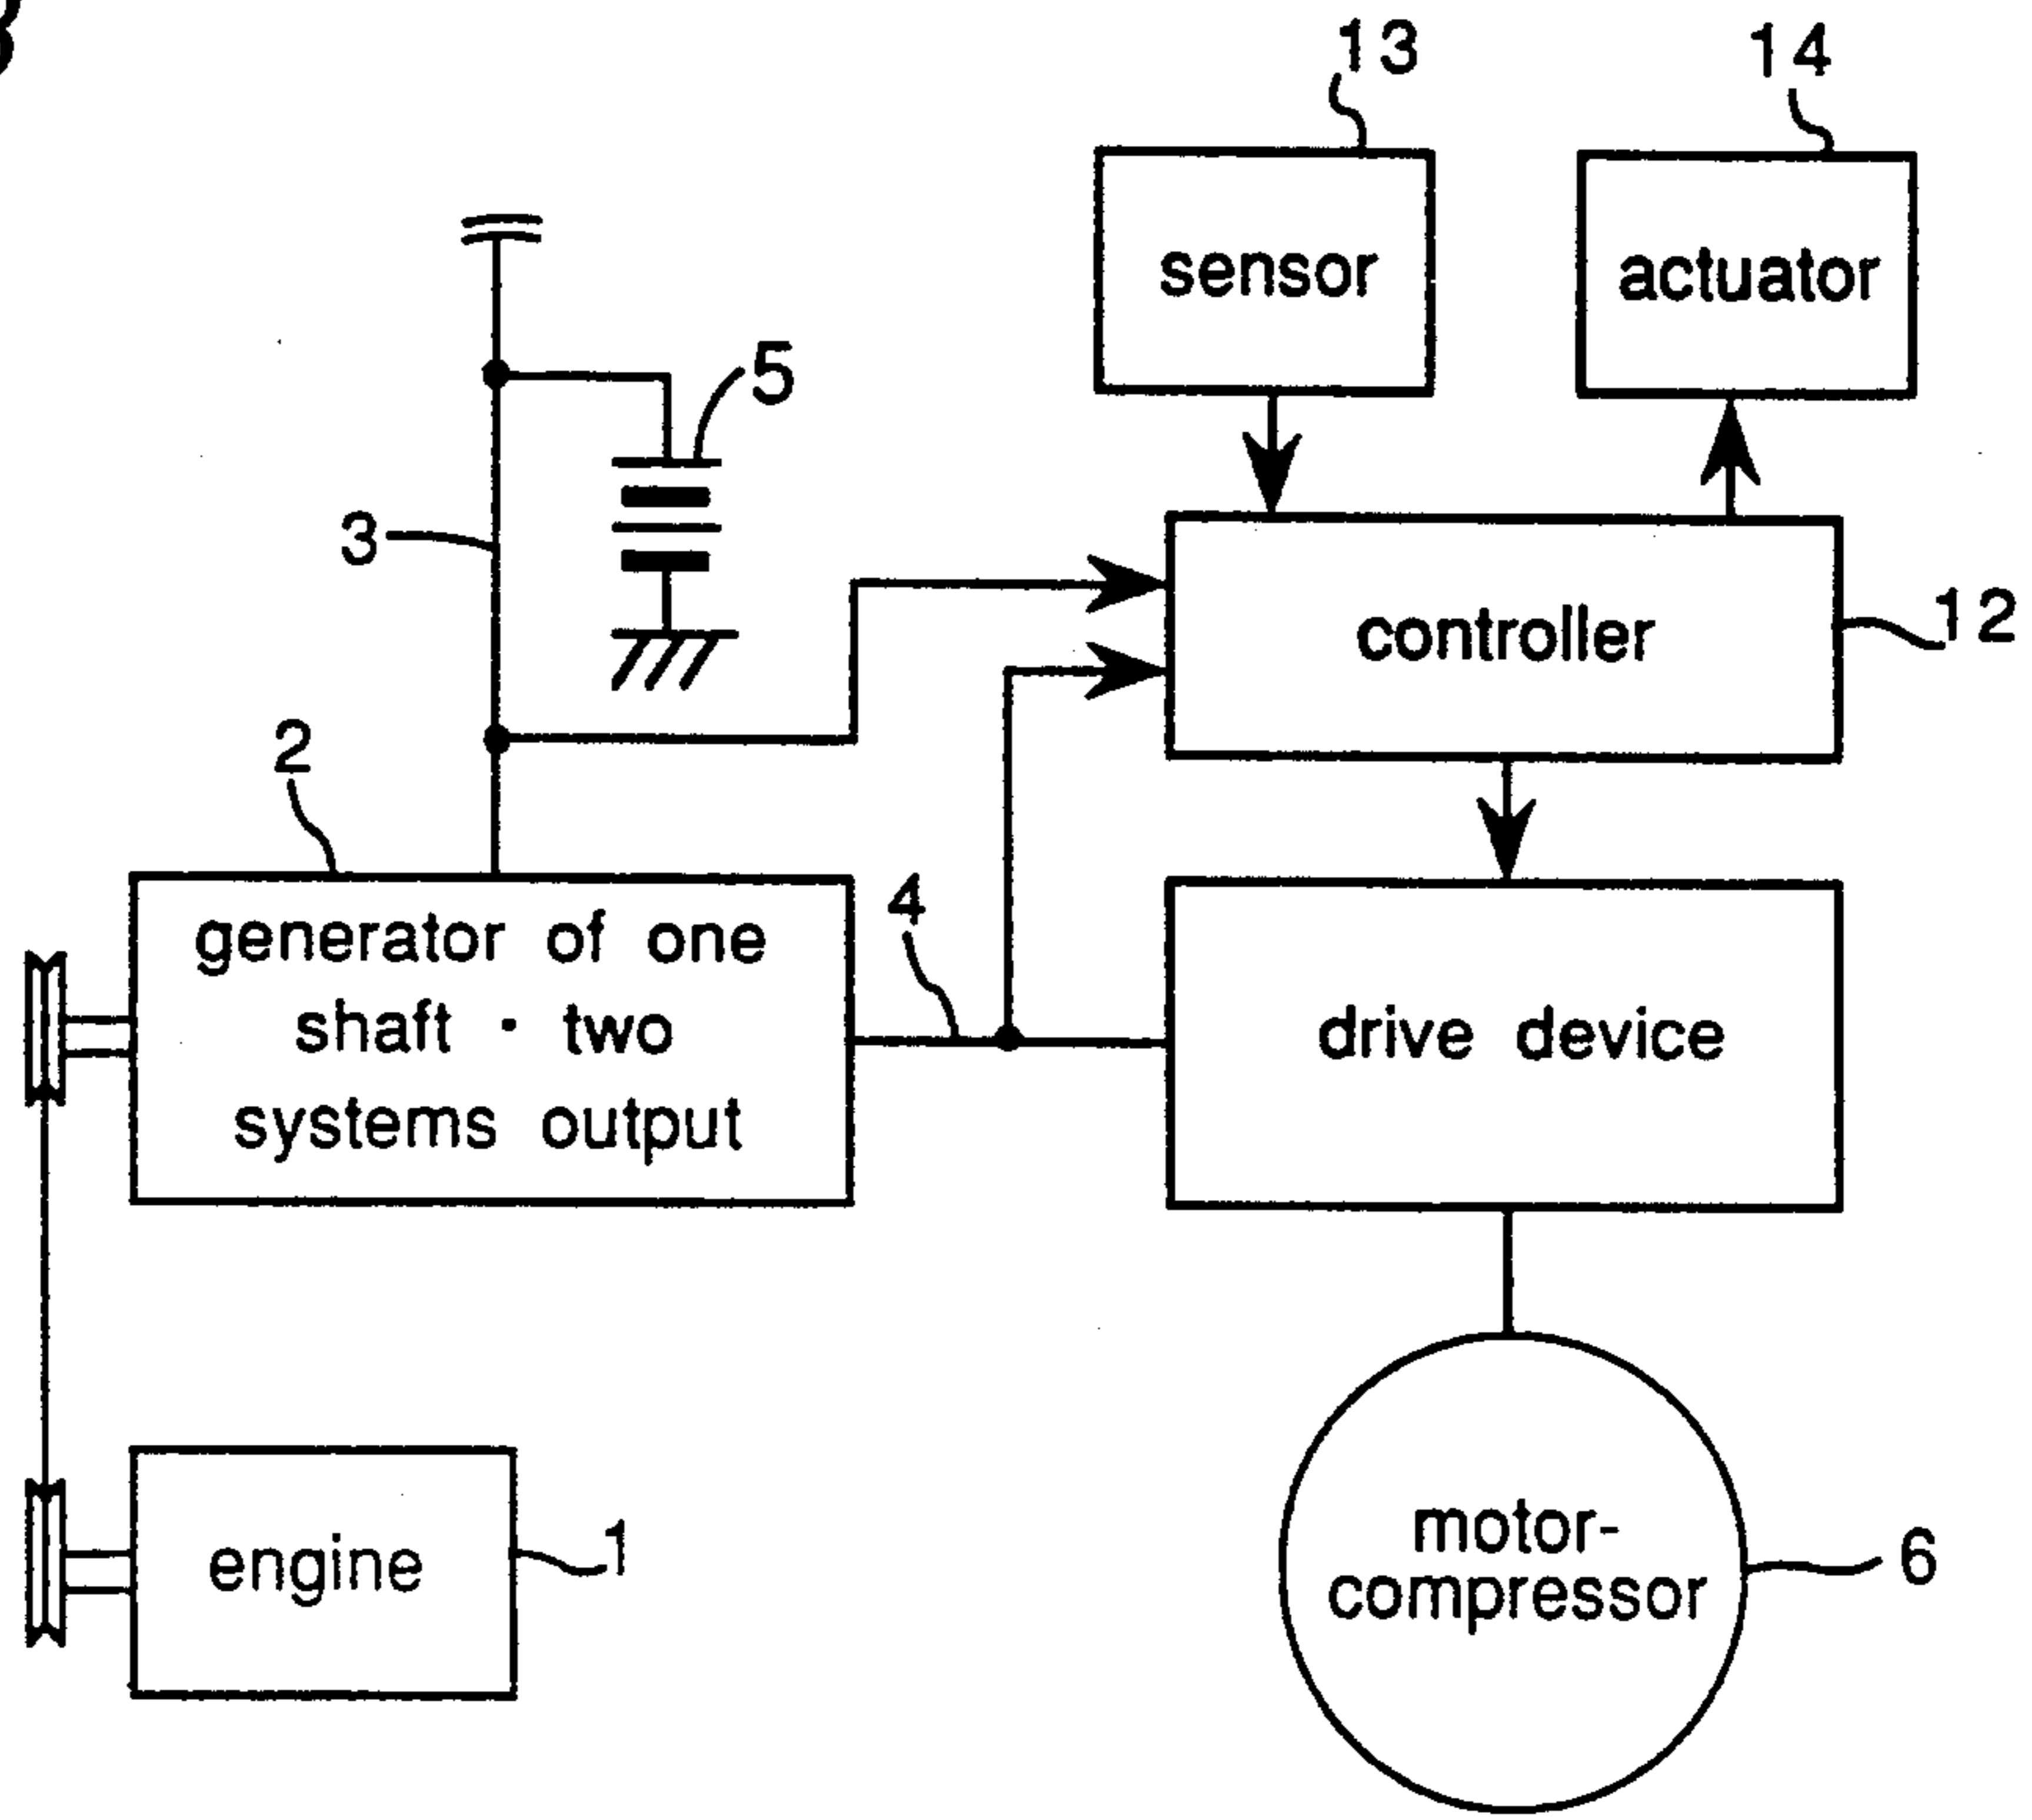 13
14
sensor
actuator
5
3
controller
12
2
generator of one
shaft · two
systems output
4
drive device
engine
1
motor-
compressor
6